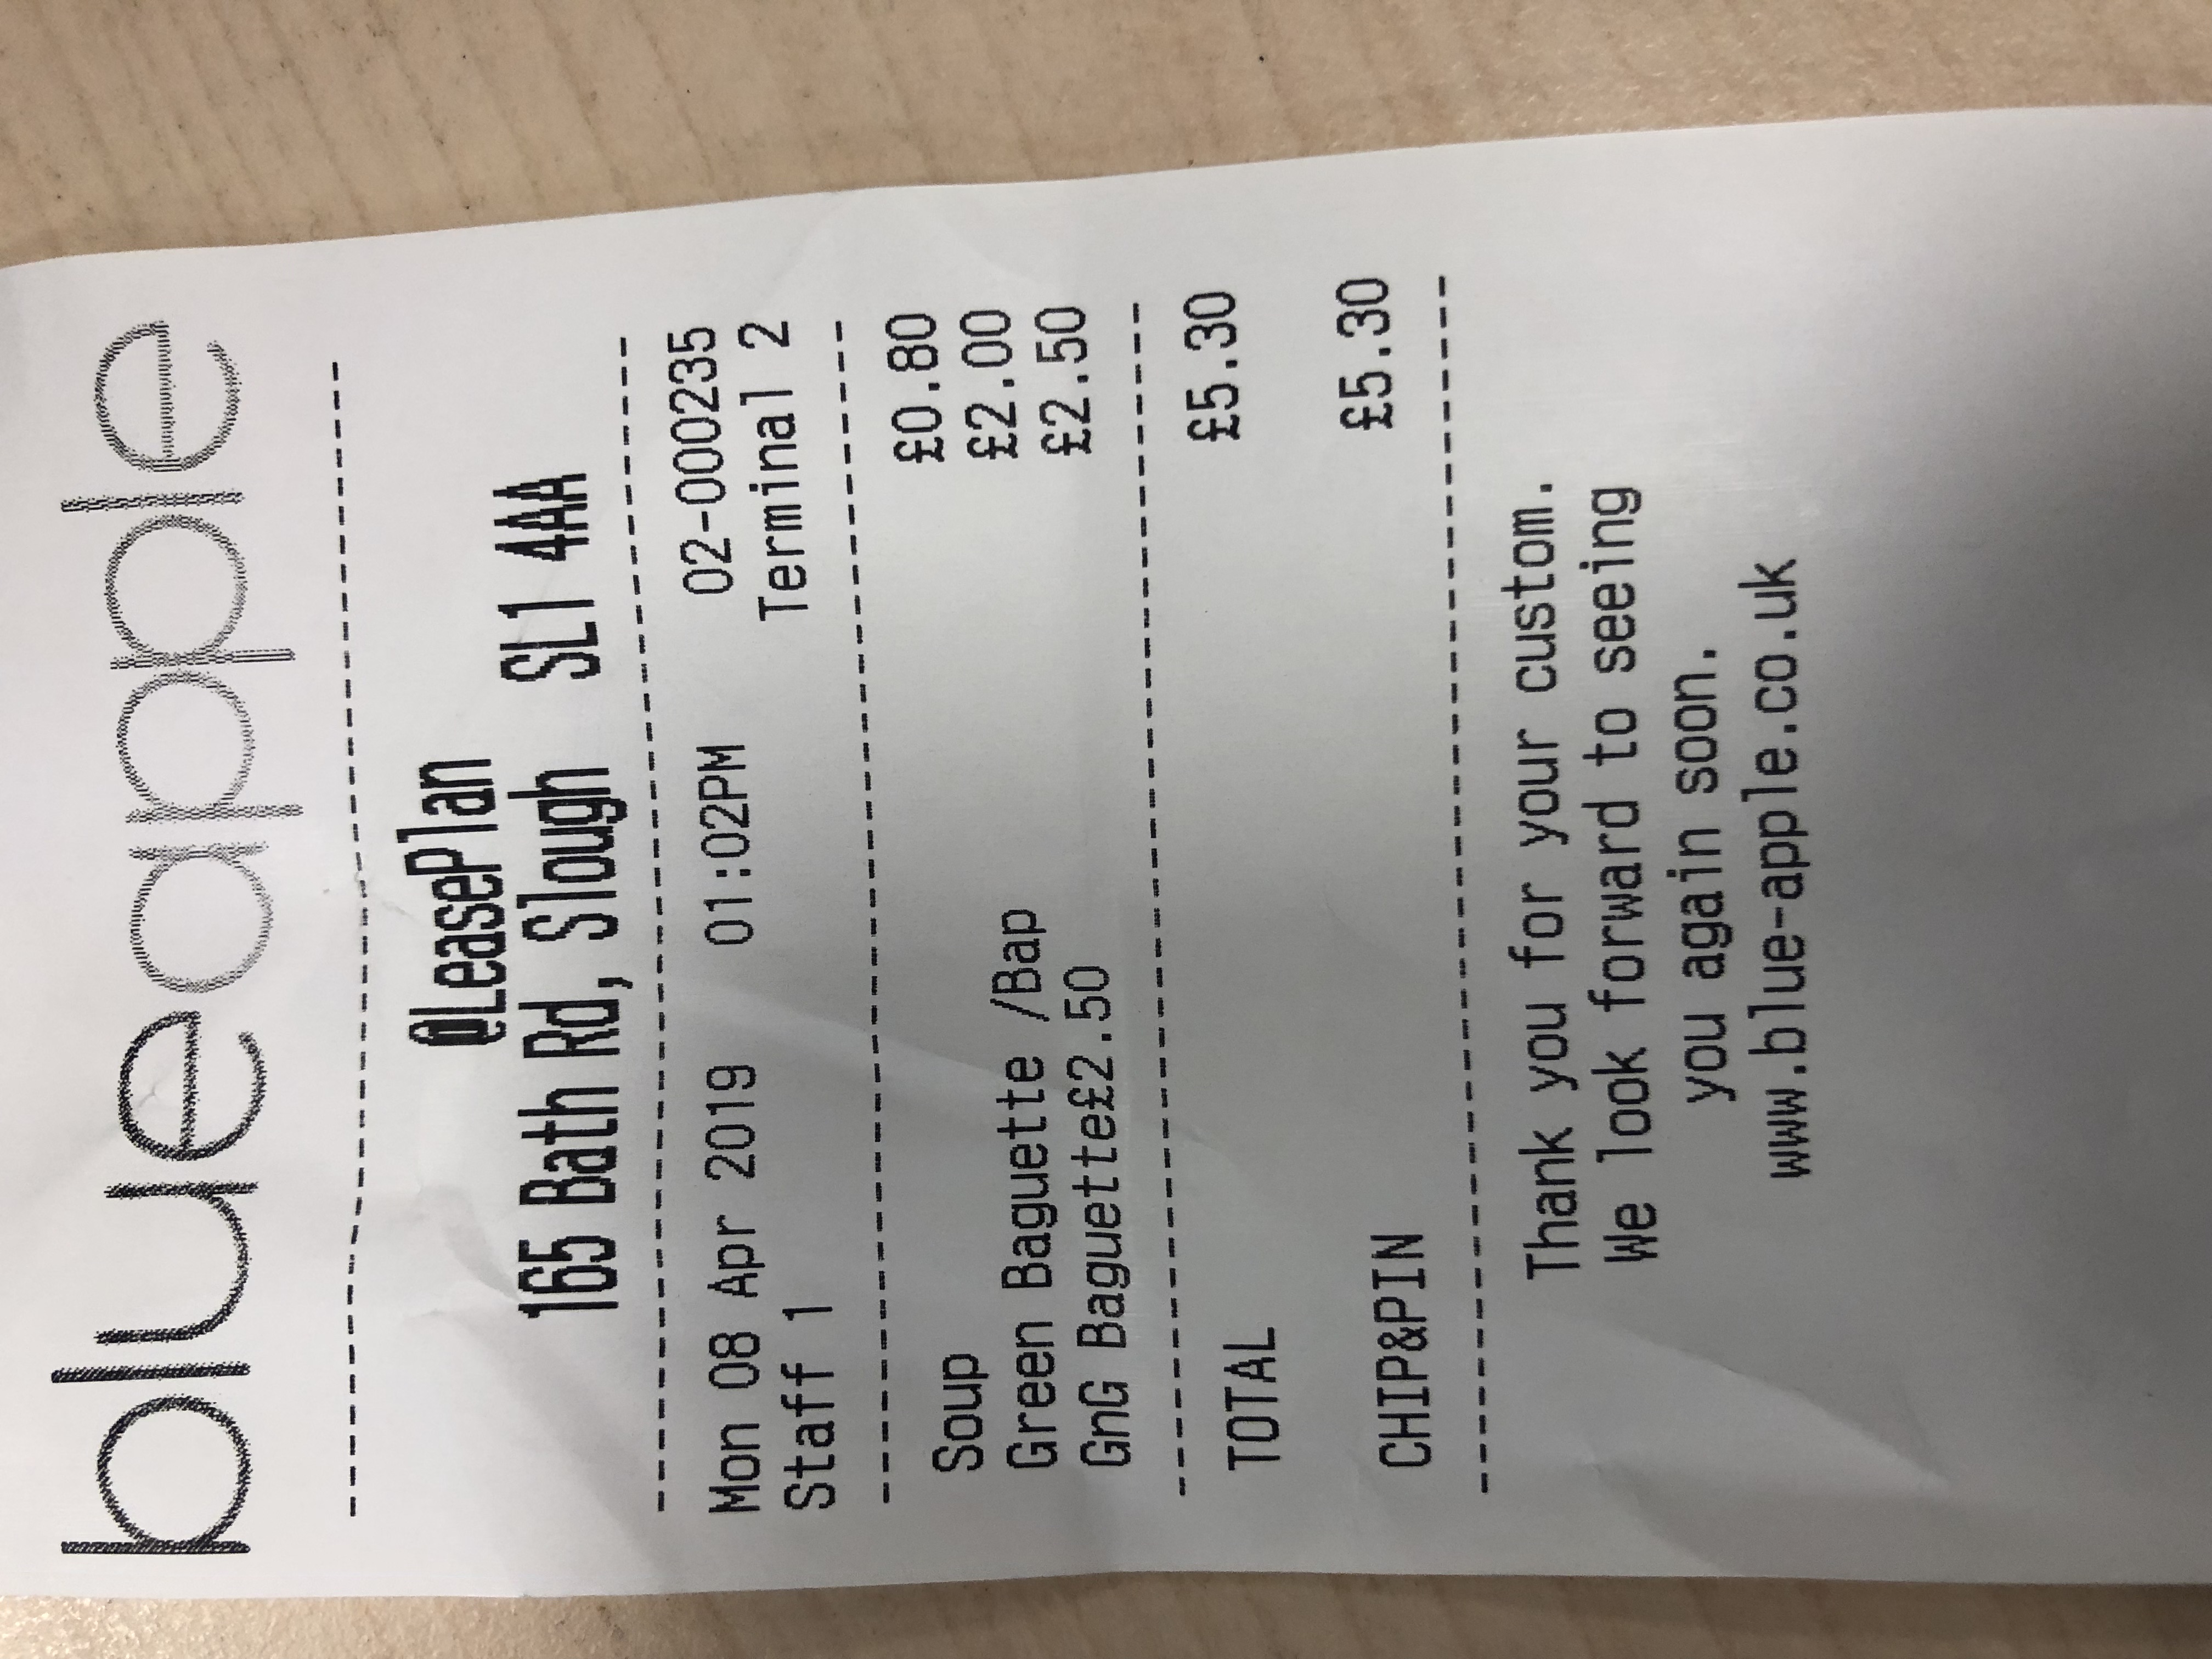 blueapple
@LeasePlan
165 Bath Rd, Slough SL1 4AA
Mon 08 Apr 2019 01:02PM 02-000235
Staff 1 Terminal 2
Soup £0.80
Green Baguette /Bap £2.00
GnG Baguette£2.50 £2.50
TOTAL £5.30
CHIP&PIN £5.30
Thank you for your custom.
We look forward to seeing
you again soon.
www.blue-apple.co.uk